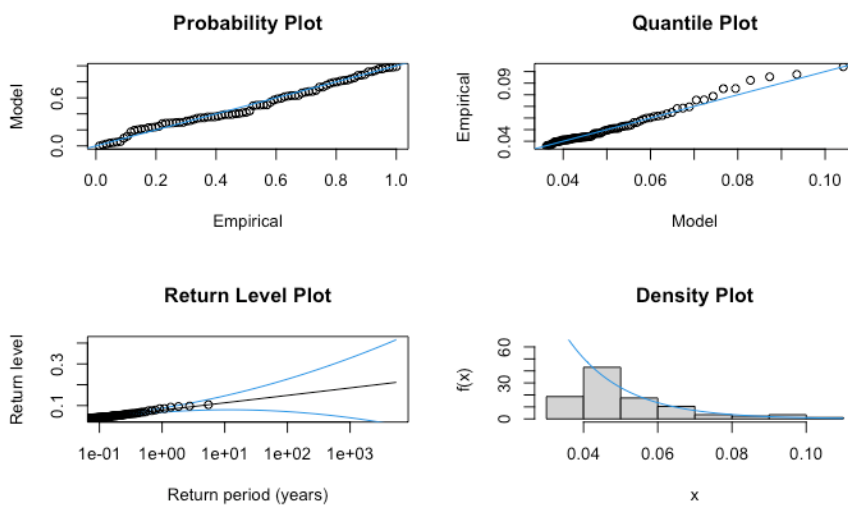 Probability Plot
Model
0.0 0.6
0.0 0.2 0.4 0.6 0.8 1.0
Empirical
Quantile Plot
Empirical
0.04 0.09
0.04 0.06 0.08 0.10
Model
Return Level Plot
Return level
0.1 0.3
1e-01 1e+00 1e+01 1e+02 1e+03
Return period (years)
Density Plot
f(x)
0 30 60
0.04 0.06 0.08 0.10
x